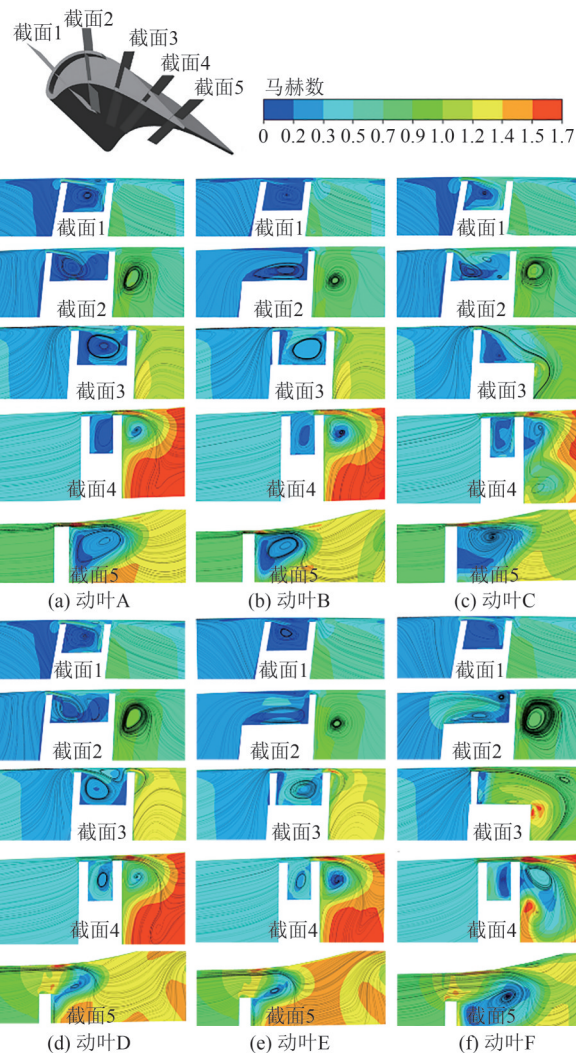 截面1
截面2
截面3
截面4
截面5
马赫数
0 0.2 0.3 0.5 0.7 0.9 1.0 1.2 1.4 1.5 1.7
截面1 截面1 截面1
截面2 截面2 截面2
截面3 截面3 截面3
截面4 截面4 截面4
截面5 截面5 截面5
(a) 动叶A (b) 动叶B (c) 动叶C
截面1 截面1 截面1
截面2 截面2 截面2
截面3 截面3 截面3
截面4 截面4 截面4
截面5 截面5 截面5
(d) 动叶D (e) 动叶E (f) 动叶F